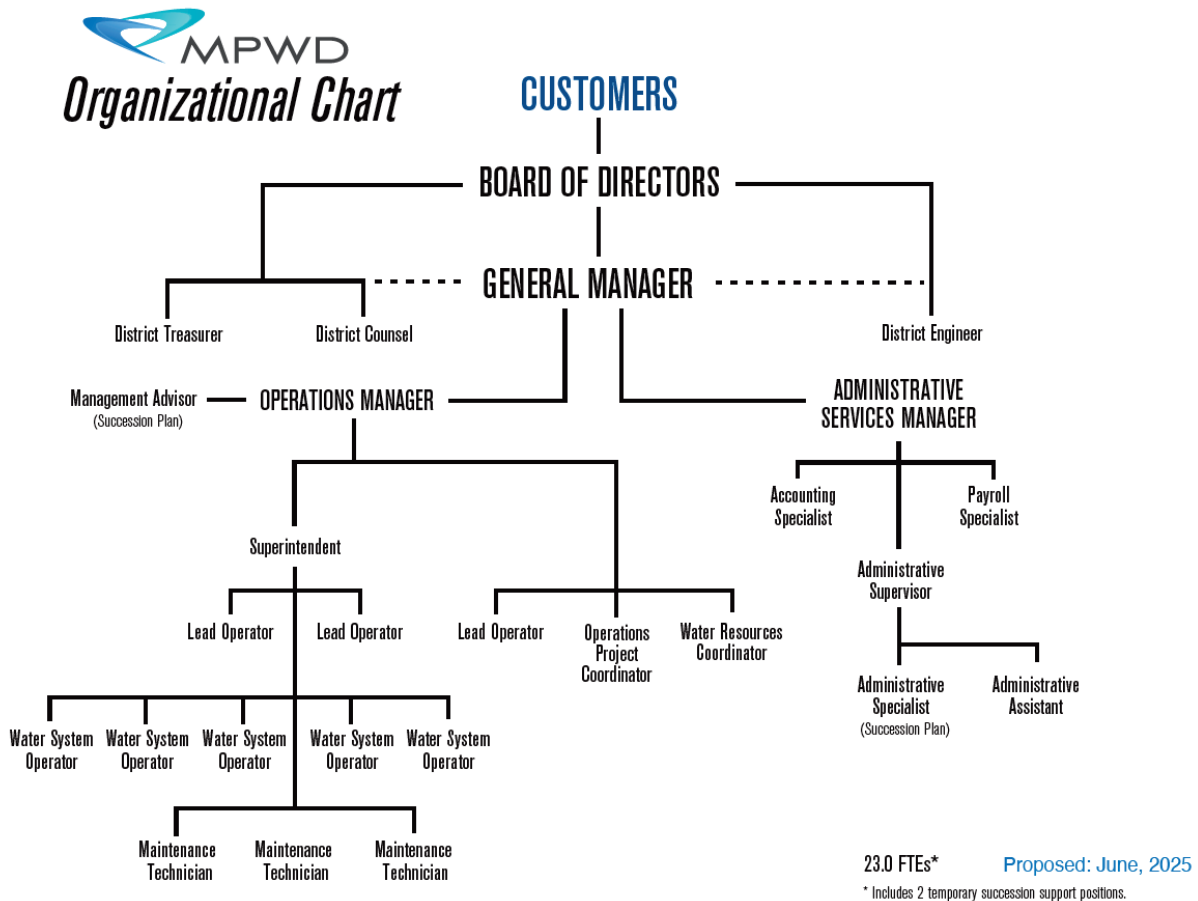 MPWD
Organizational Chart
CUSTOMERS
BOARD OF DIRECTORS
GENERAL MANAGER
District Treasurer
District Counsel
District Engineer
Management Advisor
(Succession Plan)
OPERATIONS MANAGER
ADMINISTRATIVE
SERVICES MANAGER
Accounting
Specialist
Payroll
Specialist
Superintendent
Administrative
Supervisor
Lead Operator
Lead Operator
Lead Operator
Operations
Project
Coordinator
Water Resources
Coordinator
Administrative
Specialist
(Succession Plan)
Administrative
Assistant
Water System
Operator
Water System
Operator
Water System
Operator
Water System
Operator
Water System
Operator
Maintenance
Technician
Maintenance
Technician
Maintenance
Technician
23.0 FTEs*
Proposed: June, 2025
* Includes 2 temporary succession support positions.